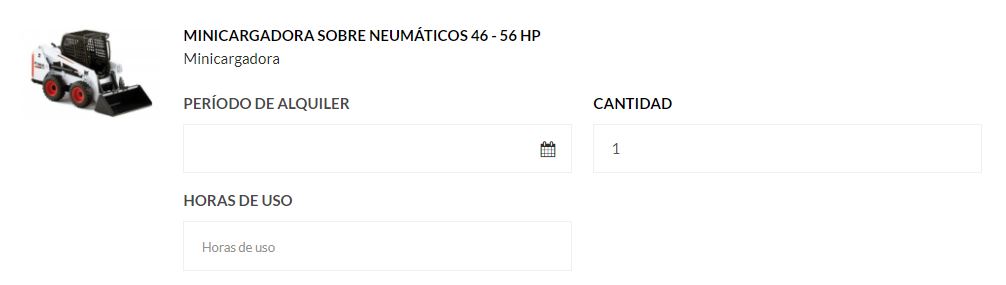 MINICARGADORA SOBRE NEUMÁTICOS 46 - 56 HP
Minicargadora
PERÍODO DE ALQUILER
CANTIDAD
1
HORAS DE USO
Horas de uso